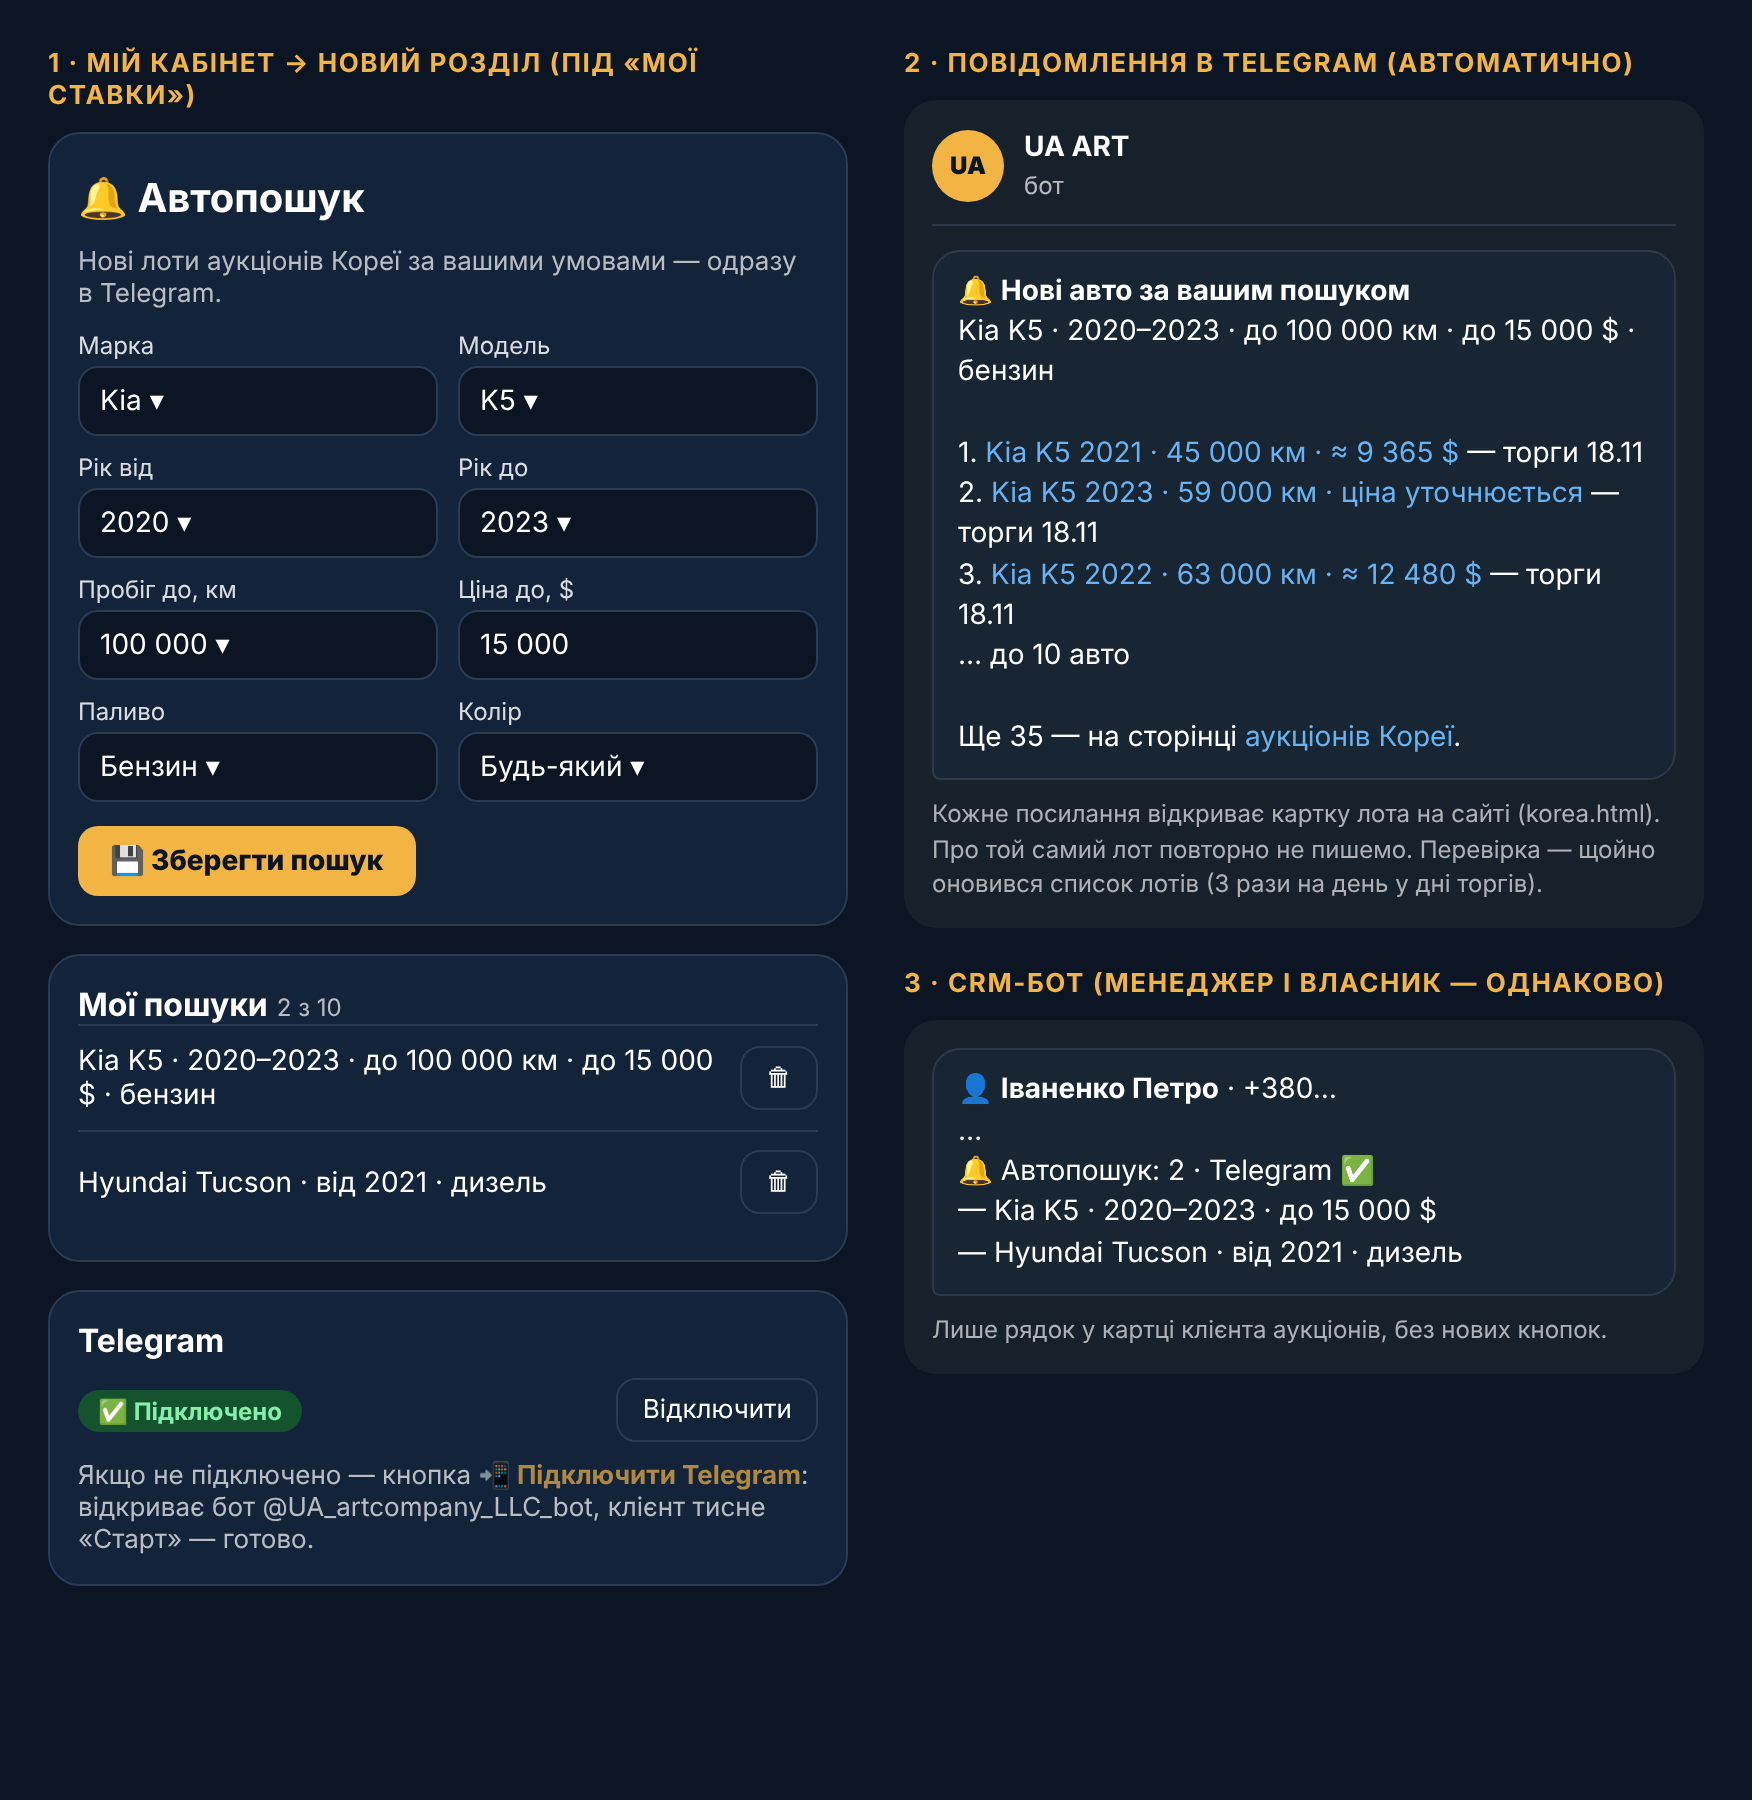 1 · МІЙ КАБІНЕТ → НОВИЙ РОЗДІЛ (ПІД «МОЇ
СТАВКИ»)
🔔 Автопошук
Нові лоти аукціонів Кореї за вашими умовами — одразу
в Telegram.
Марка
Модель
Kia ▾
K5 ▾
Рік від
Рік до
2020 ▾
2023 ▾
Пробіг до, км
Ціна до, $
100 000 ▾
15 000
Паливо
Колір
Бензин ▾
Будь-який ▾
💾 Зберегти пошук
Мої пошуки 2 з 10
Kia K5 · 2020–2023 · до 100 000 км · до 15 000
$ · бензин
Hyundai Tucson · від 2021 · дизель
Telegram
✅ Підключено
Відключити
Якщо не підключено — кнопка 📲 Підключити Telegram:
відкриває бот @UA_artcompany_LLC_bot, клієнт тисне
«Старт» — готово.
2 · ПОВІДОМЛЕННЯ В TELEGRAM (АВТОМАТИЧНО)
UA
UA ART
бот
🔔 Нові авто за вашим пошуком
Kia K5 · 2020–2023 · до 100 000 км · до 15 000 $ ·
бензин
1. Kia K5 2021 · 45 000 км · ≈ 9 365 $ — торги 18.11
2. Kia K5 2023 · 59 000 км · ціна уточнюється —
торги 18.11
3. Kia K5 2022 · 63 000 км · ≈ 12 480 $ — торги
18.11
... до 10 авто
Ще 35 — на сторінці аукціонів Кореї.
Кожне посилання відкриває картку лота на сайті (korea.html).
Про той самий лот повторно не пишемо. Перевірка — щойно
оновився список лотів (3 рази на день у дні торгів).
3 · CRM-БОТ (МЕНЕДЖЕР І ВЛАСНИК — ОДНАКОВО)
👤 Іваненко Петро · +380...
...
🔔 Автопошук: 2 · Telegram ✅
— Kia K5 · 2020–2023 · до 15 000 $
— Hyundai Tucson · від 2021 · дизель
Лише рядок у картці клієнта аукціонів, без нових кнопок.